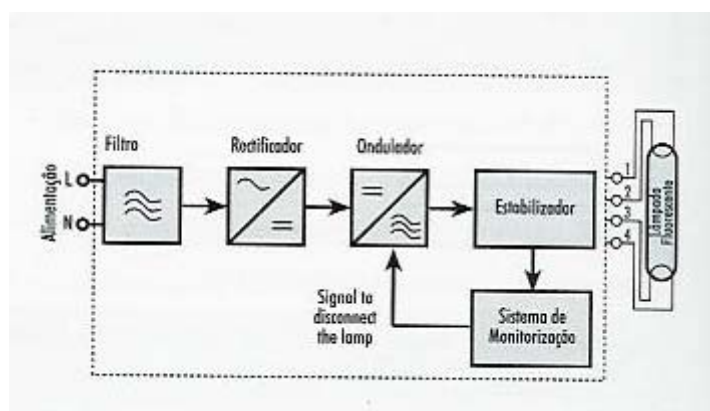 Filtro
Rectificador
Ondulador
Alimentação
L
N
Estabilizador
1
2
3
4
Lâmpada
Fluorescente
Signal to
disconnect
the lamp
Sistema de
Monitorização